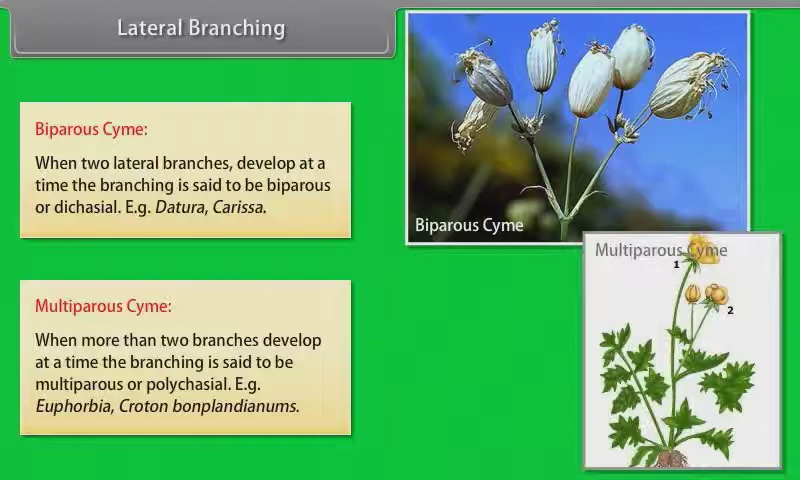 Lateral Branching
Biparous Cyme:
When two lateral branches, develop at a
time the branching is said to be biparous
or dichasial. E.g. Datura, Carissa.
Biparous Cyme
Multiparous Cyme:
When more than two branches develop
at a time the branching is said to be
multiparous or polychasial. E.g.
Euphorbia, Croton bonplandianums.
Multiparous Cyme
1
2